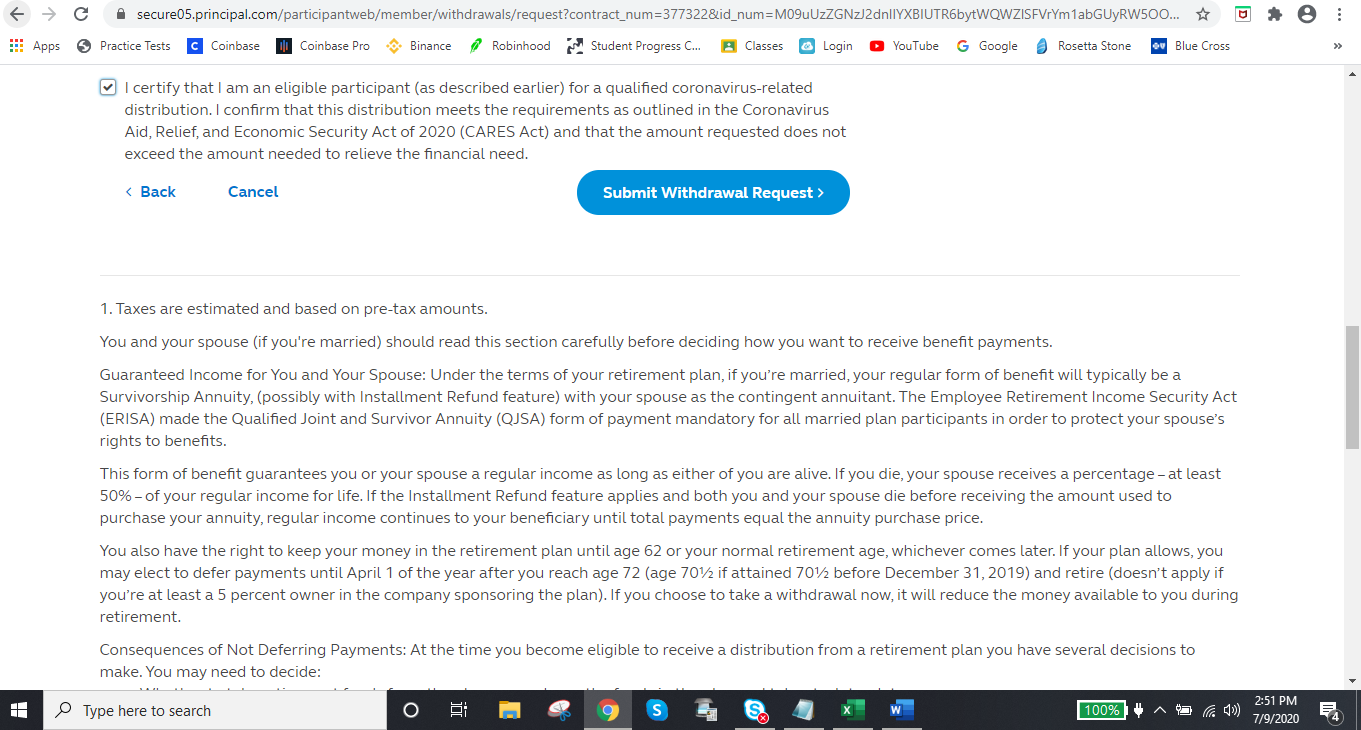 secure05.principal.com/participantweb/member/withdrawals/request?contract_num=377322&id_num=
Apps Practice Tests Coinbase Coinbase Pro Binance Robinhood Student Progress C... Classes Login YouTube Google Rosetta Stone Blue Cross »
I certify that I am an eligible participant (as described earlier) for a qualified coronavirus-related
distribution. I confirm that this distribution meets the requirements as outlined in the Coronavirus
Aid, Relief, and Economic Security Act of 2020 (CARES Act) and that the amount requested does not
exceed the amount needed to relieve the financial need.
< Back Cancel Submit Withdrawal Request >
1. Taxes are estimated and based on pre-tax amounts.
You and your spouse (if you're married) should read this section carefully before deciding how you want to receive benefit payments.
Guaranteed Income for You and Your Spouse: Under the terms of your retirement plan, if you’re married, your regular form of benefit will typically be a
Survivorship Annuity, (possibly with Installment Refund feature) with your spouse as the contingent annuitant. The Employee Retirement Income Security Act
(ERISA) made the Qualified Joint and Survivor Annuity (QJSA) form of payment mandatory for all married plan participants in order to protect your spouse’s
rights to benefits.
This form of benefit guarantees you or your spouse a regular income as long as either of you are alive. If you die, your spouse receives a percentage – at least
50% – of your regular income for life. If the Installment Refund feature applies and both you and your spouse die before receiving the amount used to
purchase your annuity, regular income continues to your beneficiary until total payments equal the annuity purchase price.
You also have the right to keep your money in the retirement plan until age 62 or your normal retirement age, whichever comes later. If your plan allows, you
may elect to defer payments until April 1 of the year after you reach age 72 (age 70½ if attained 70½ before December 31, 2019) and retire (doesn’t apply if
you’re at least a 5 percent owner in the company sponsoring the plan). If you choose to take a withdrawal now, it will reduce the money available to you during
retirement.
Consequences of Not Deferring Payments: At the time you become eligible to receive a distribution from a retirement plan you have several decisions to
make. You may need to decide:
Type here to search 100% 2:51 PM
7/9/2020 4